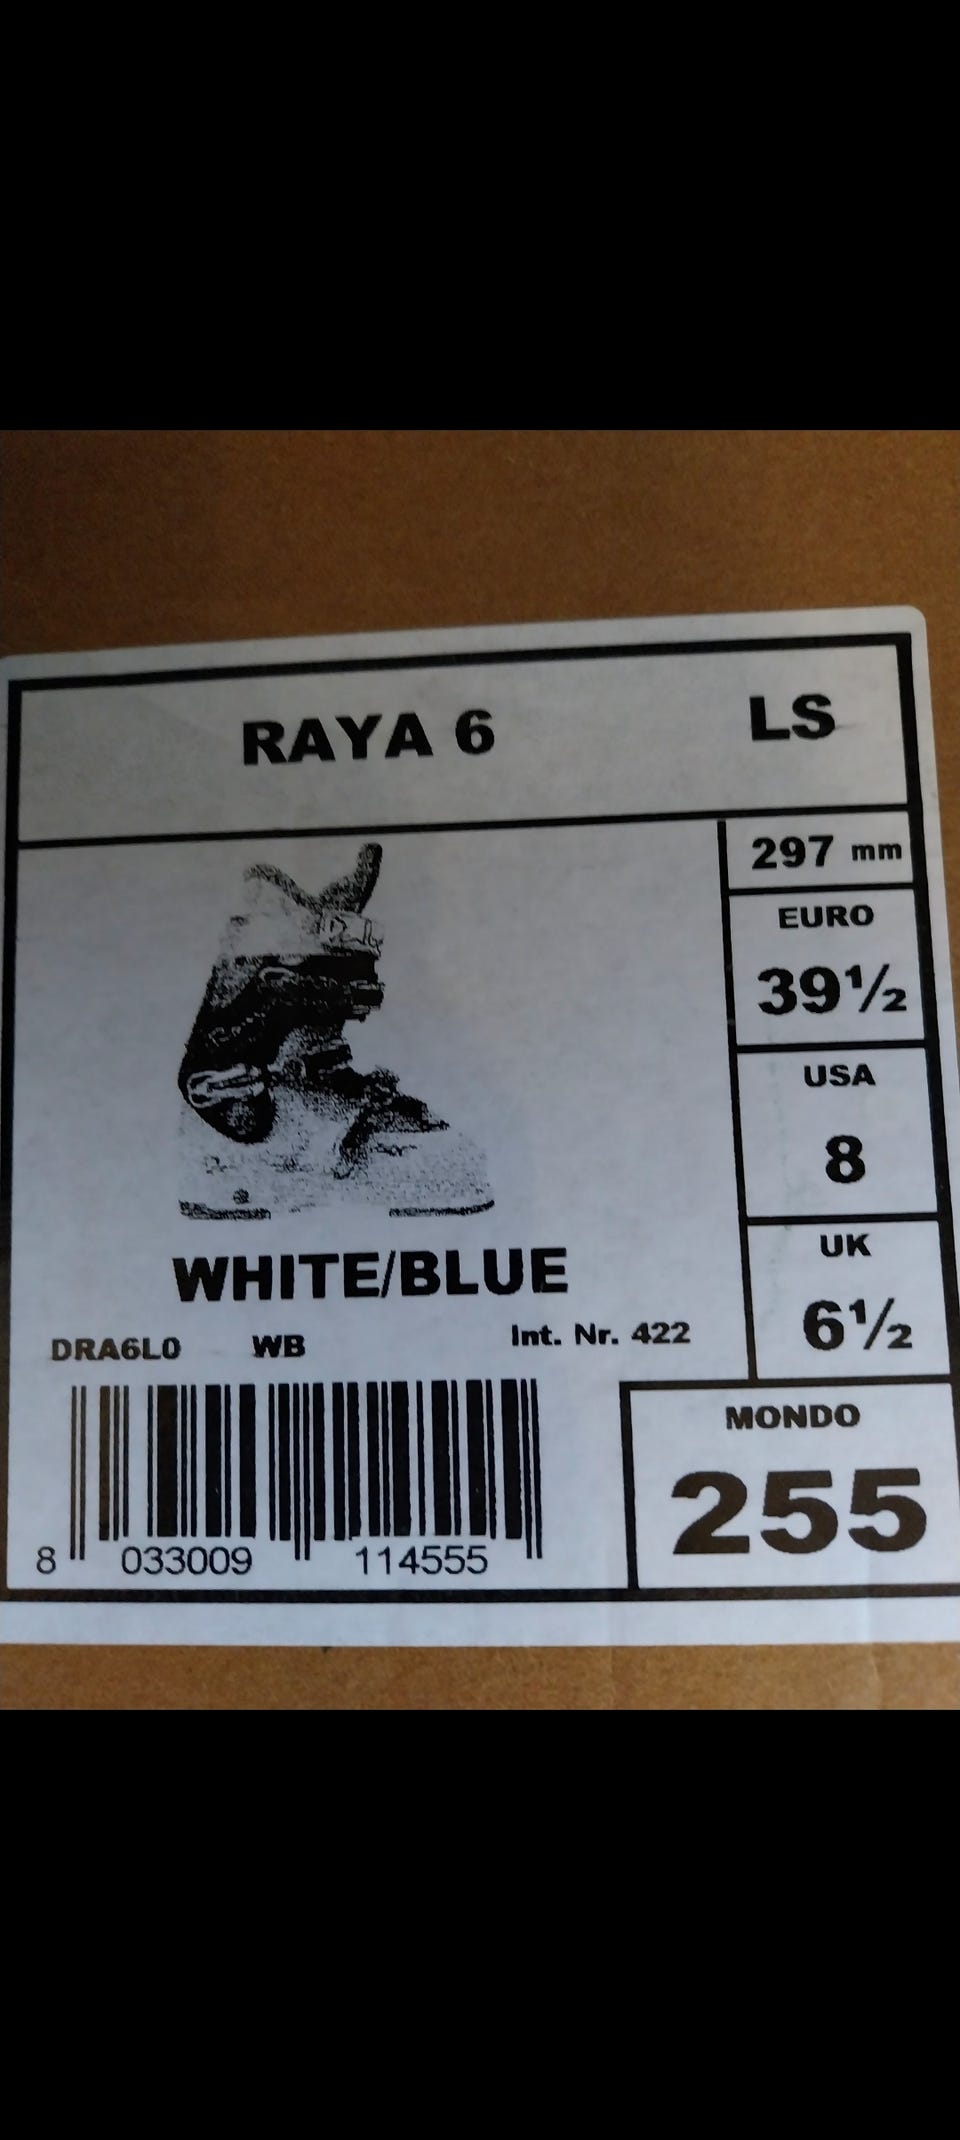 RAYA 6 LS
297 mm
EURO
39½
USA
8
UK
6½
WHITE/BLUE
DRA6L0 WB Int. Nr. 422
MONDO
255
8 033009 114555